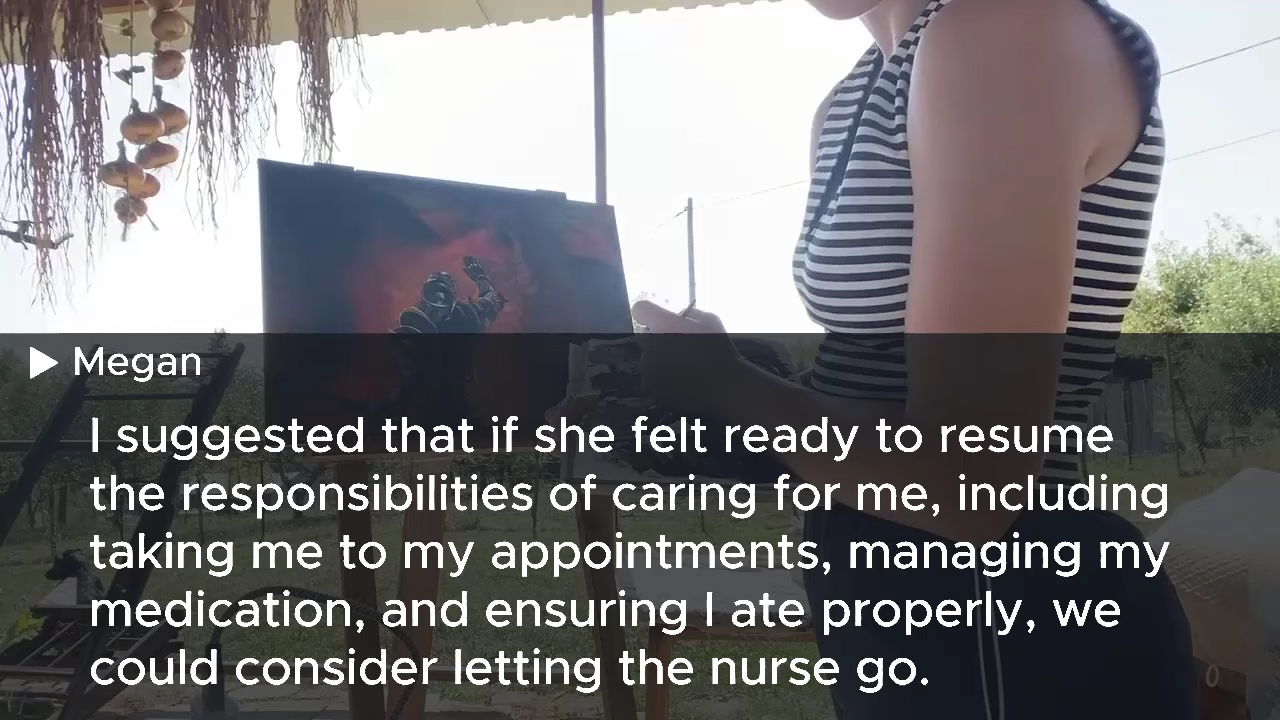 Megan
I suggested that if she felt ready to resume
the responsibilities of caring for me, including
taking me to my appointments, managing my
medication, and ensuring I ate properly, we
could consider letting the nurse go.